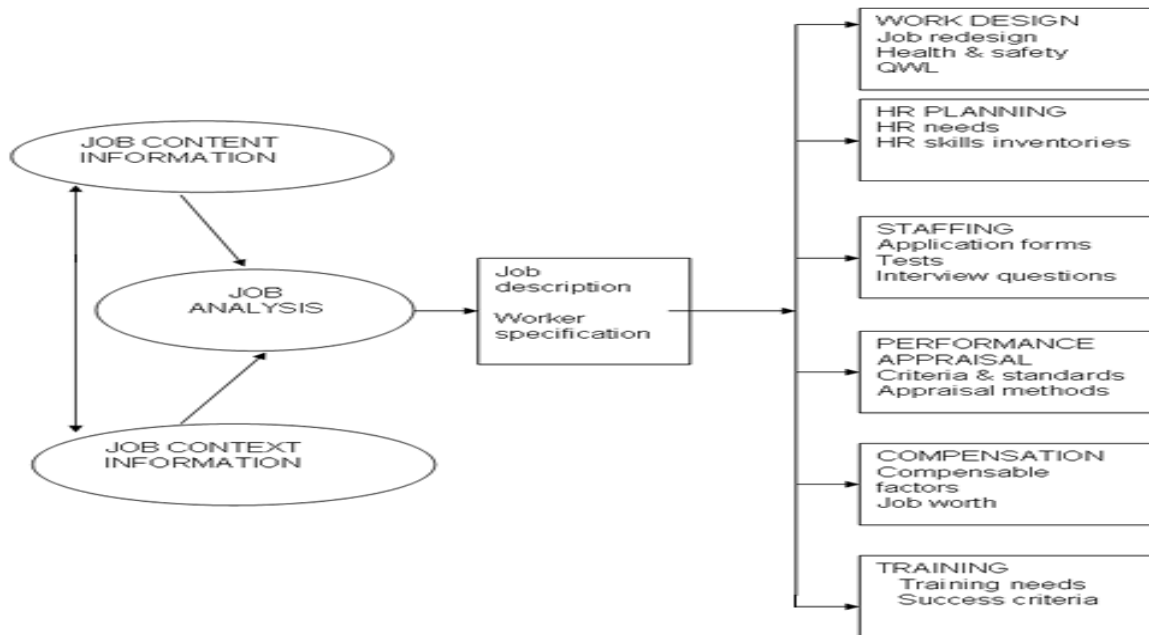 JOB CONTENT
INFORMATION
JOB
ANALYSIS
JOB CONTEXT
INFORMATION
Job
description
Worker
specification
WORK DESIGN
Job redesign
Health & safety
QWL
HR PLANNING
HR needs
HR skills inventories
STAFFING
Application forms
Tests
Interview questions
PERFORMANCE
APPRAISAL
Criteria & standards
Appraisal methods
COMPENSATION
Compensable
factors
Job worth
TRAINING
Training needs
Success criteria